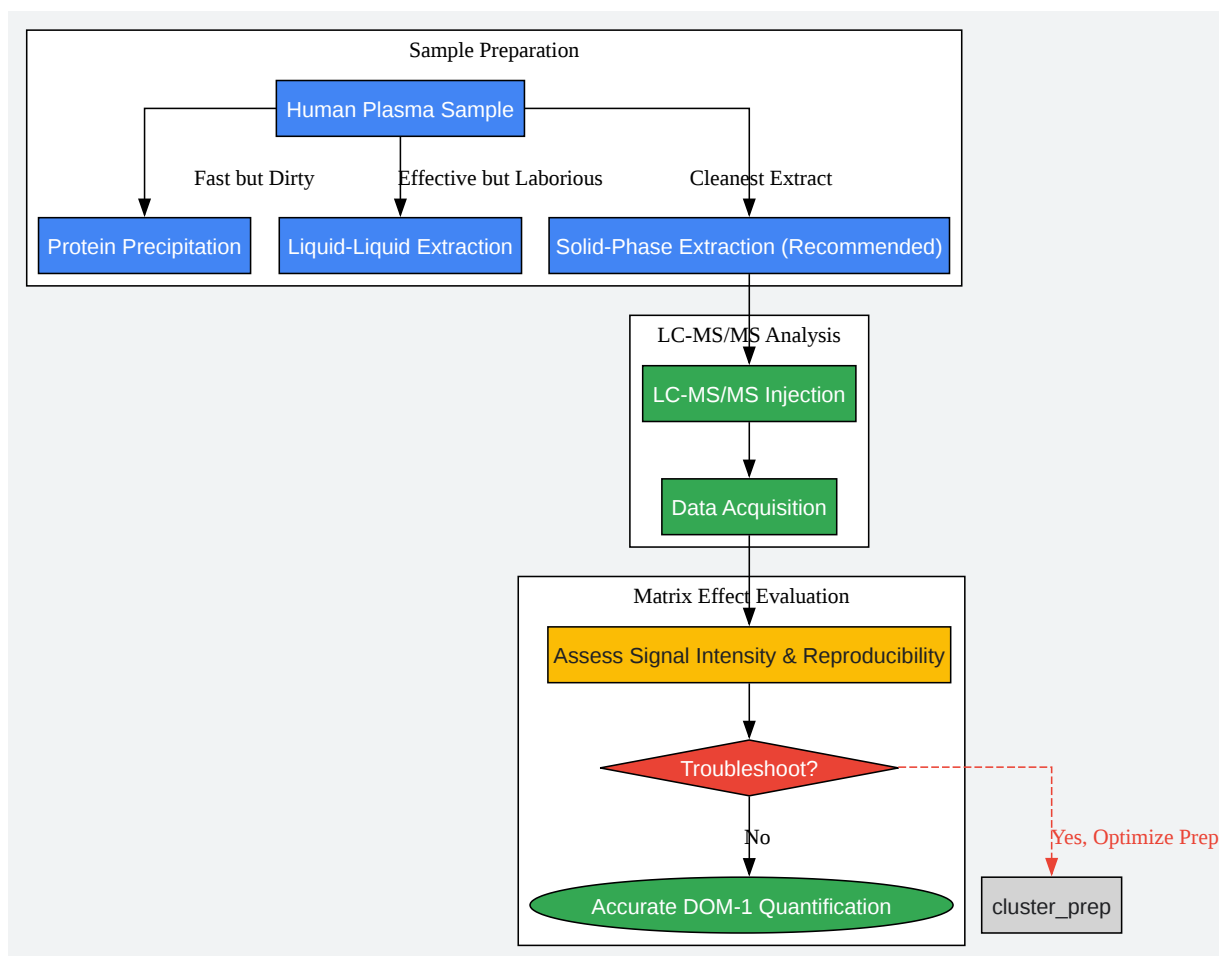 Sample Preparation
Human Plasma Sample
Fast but Dirty
Effective but Laborious
Cleanest Extract
Protein Precipitation
Liquid-Liquid Extraction
Solid-Phase Extraction (Recommended)
LC-MS/MS Analysis
LC-MS/MS Injection
Data Acquisition
Matrix Effect Evaluation
Assess Signal Intensity & Reproducibility
Troubleshoot?
No
Yes, Optimize Prep
Accurate DOM-1 Quantification
cluster_prep